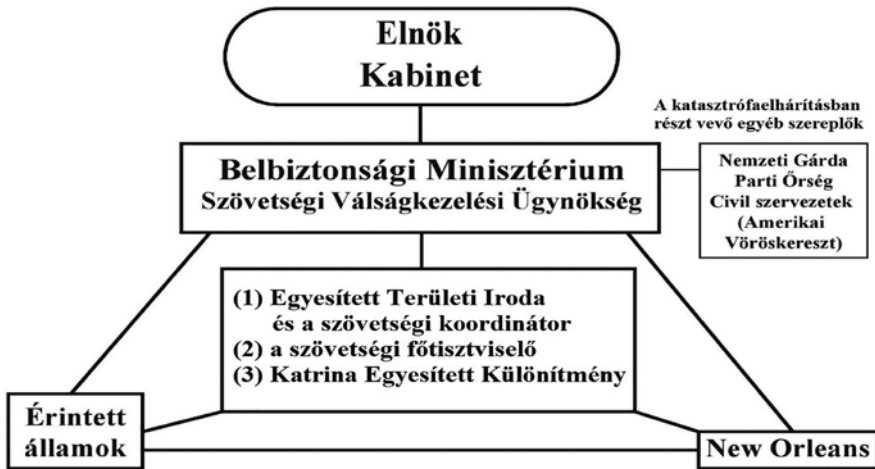 Elnök
Kabinet
A katasztrófaelhárításban
részt vevő egyéb szereplők
Belbiztonsági Minisztérium
Szövetségi Válságkezelési Ügynökség
Nemzeti Gárda
Parti Őrség
Civil szervezetek
(Amerikai
Vöröskereszt)
(1) Egyesített Területi Iroda
és a szövetségi koordinátor
(2) a szövetségi főtisztviselő
(3) Katrina Egyesített Különítmény
Érintett
államok
New Orleans